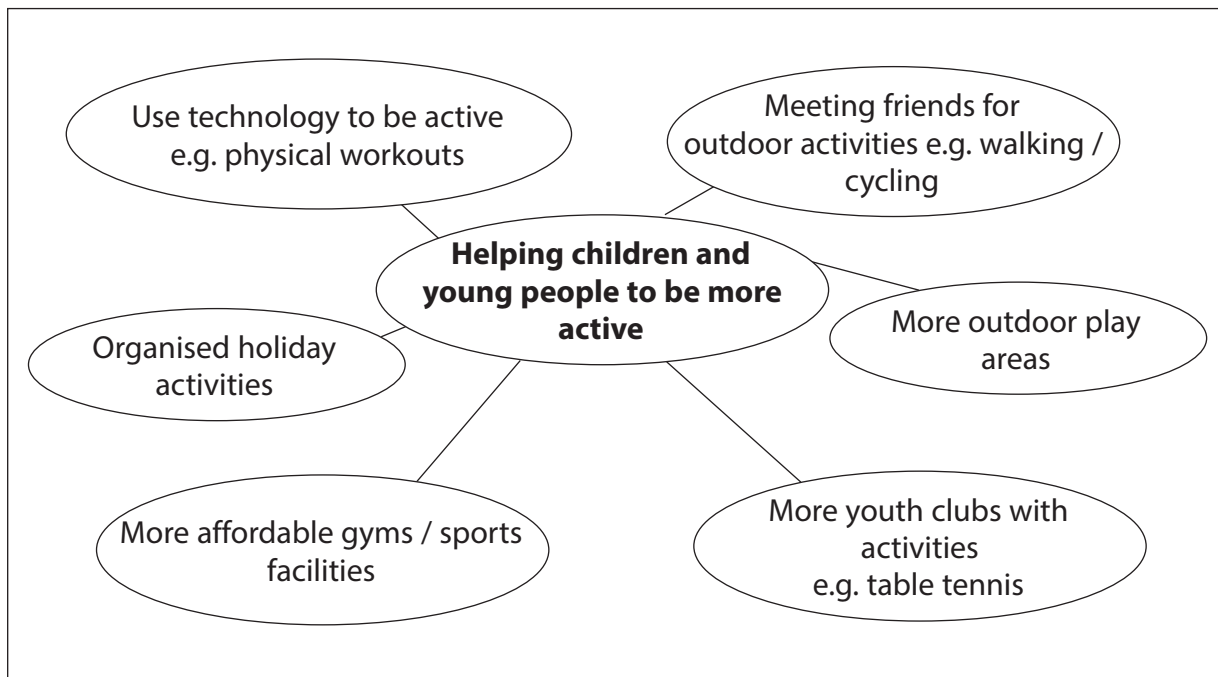 Use technology to be active
e.g. physical workouts
Meeting friends for
outdoor activities e.g. walking /
cycling
Helping children and
young people to be more
active
Organised holiday
activities
More outdoor play
areas
More affordable gyms / sports
facilities
More youth clubs with
activities
e.g. table tennis